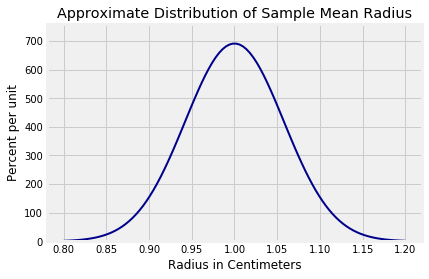 Approximate Distribution of Sample Mean Radius
Percent per unit
700
600
500
400
300
200
100
0
0.80 0.85 0.90 0.95 1.00 1.05 1.10 1.15 1.20
Radius in Centimeters